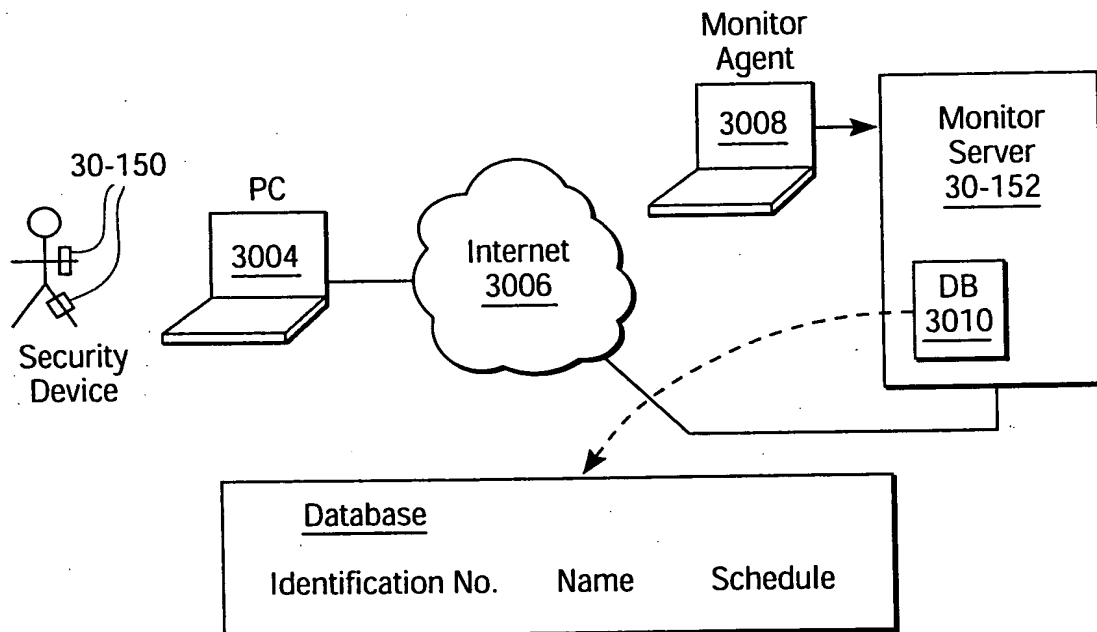 Monitor
Agent
3008
Monitor
Server
30-152
30-150
PC
3004
Internet
3006
DB
3010
Security
Device
Database
Identification No. Name Schedule